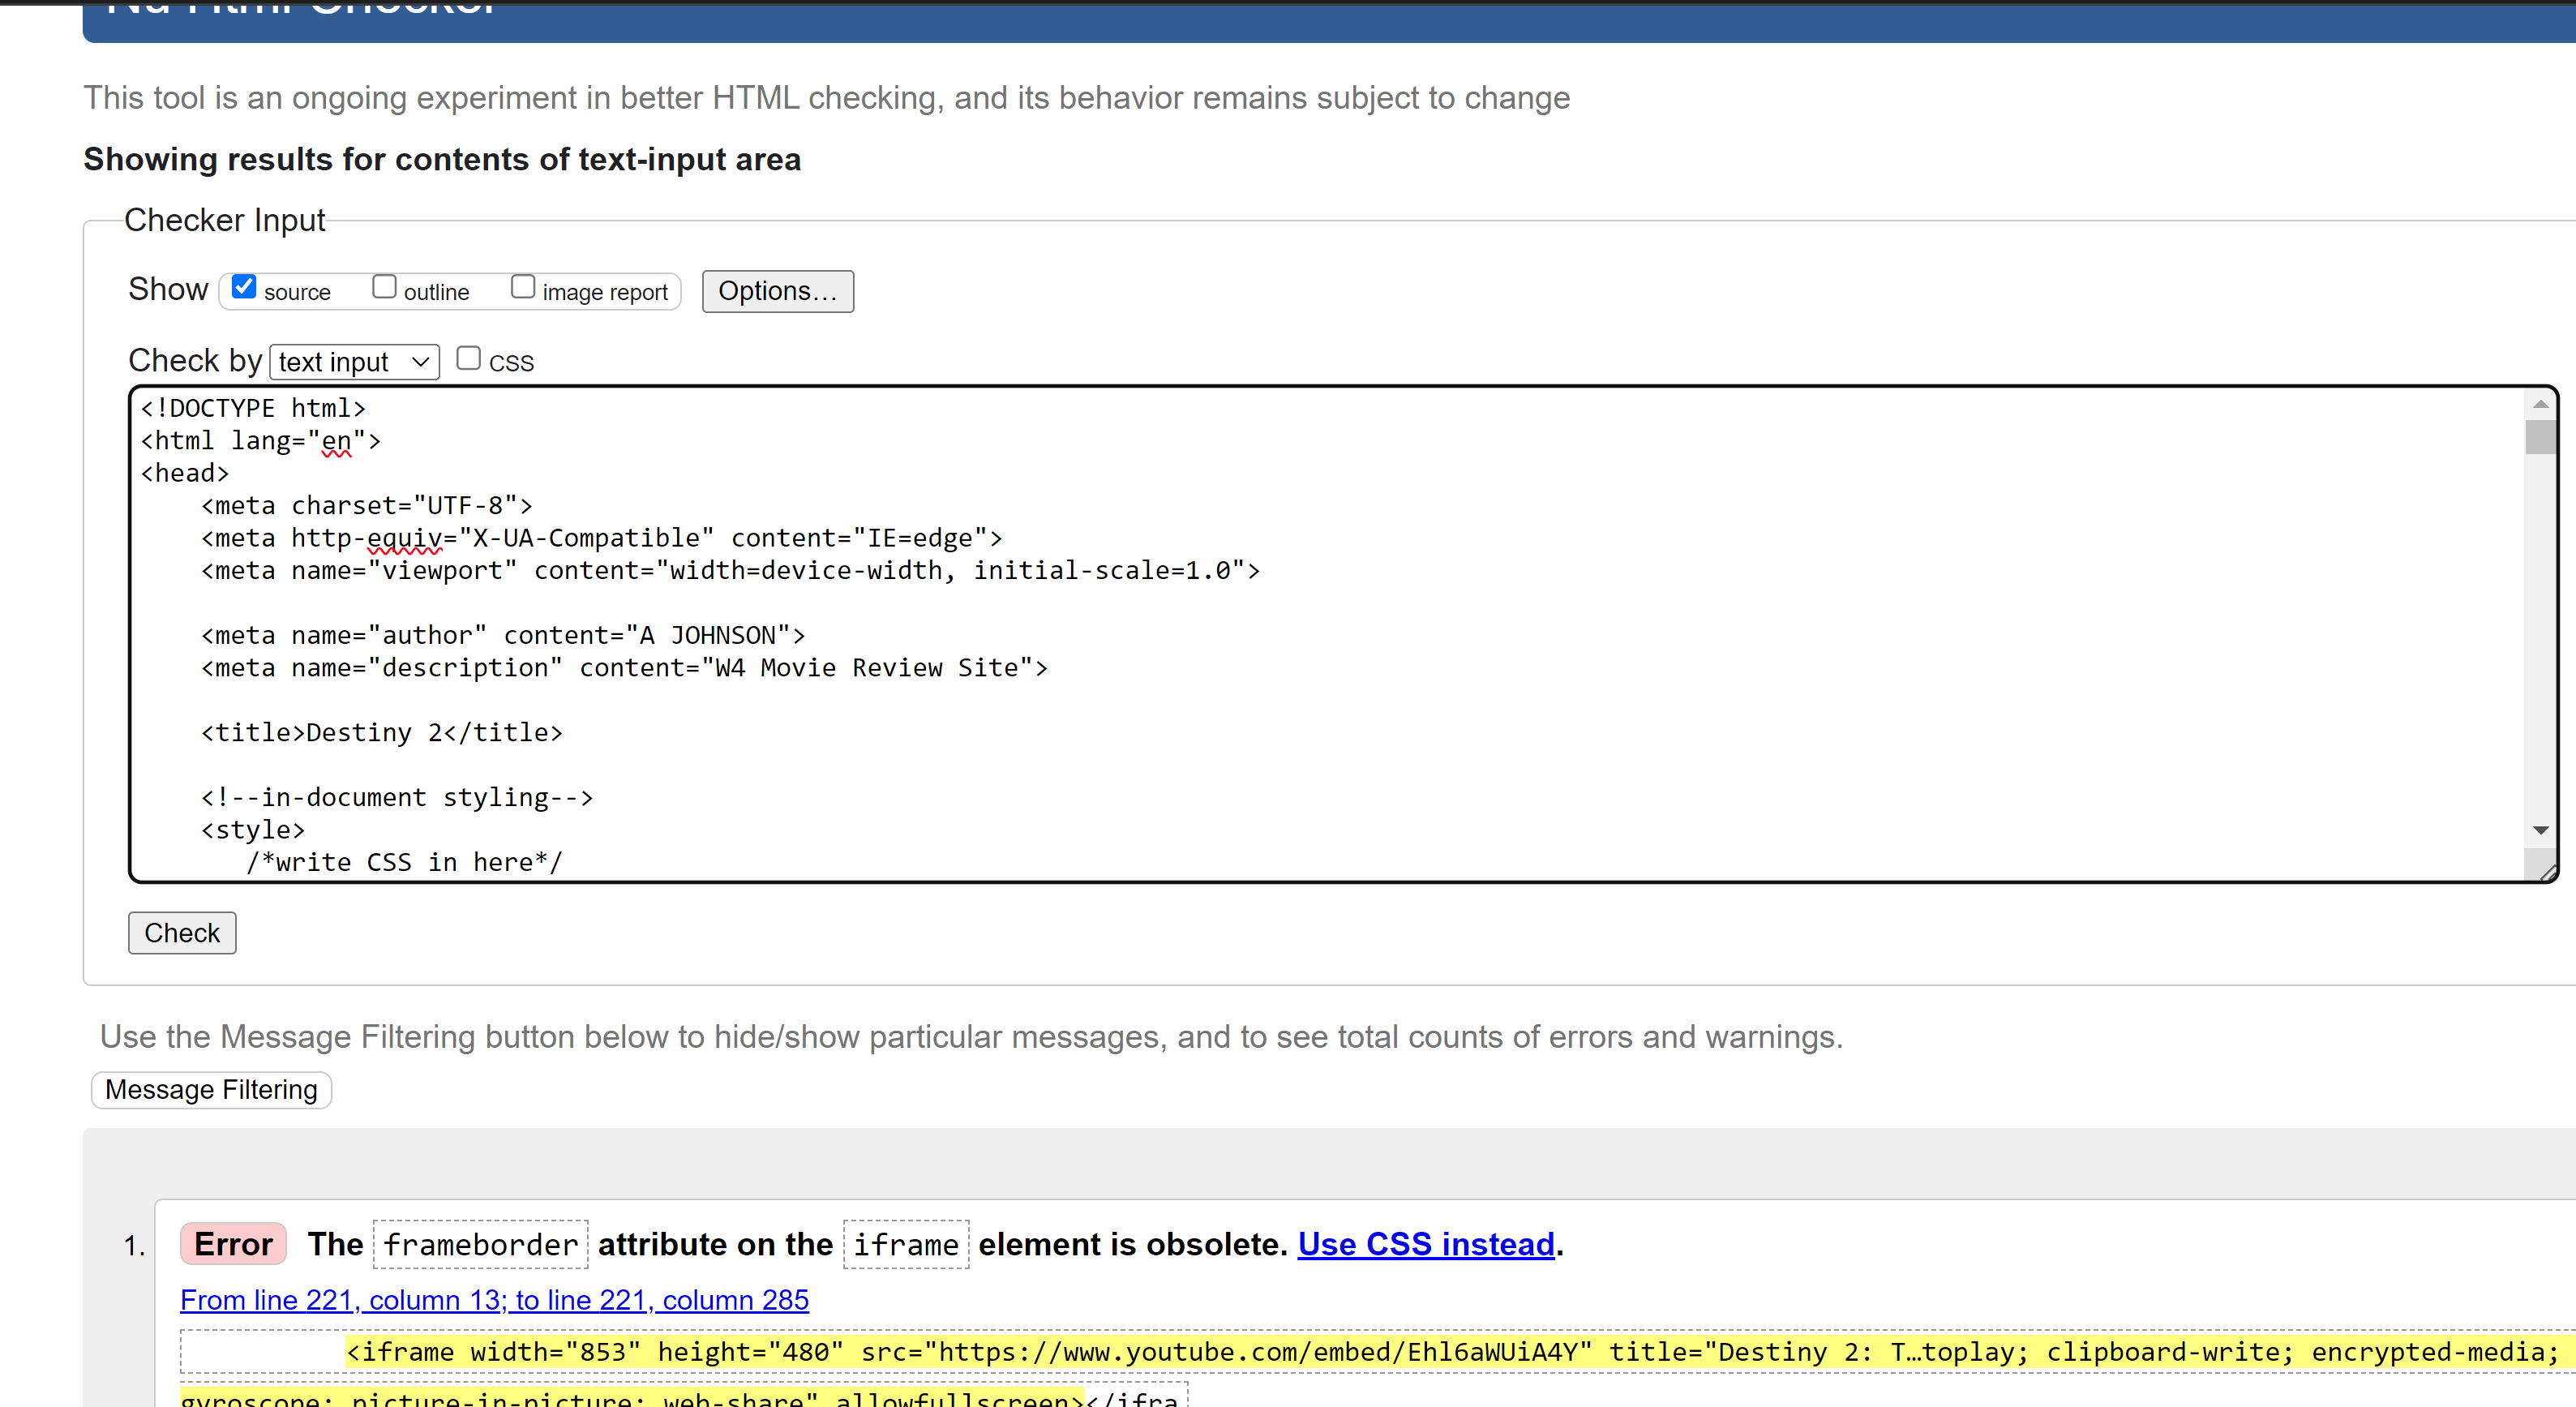 Nu Html Checker
This tool is an ongoing experiment in better HTML checking, and its behavior remains subject to change
Showing results for contents of text-input area
Checker Input
Show source outline image report Options...
Check by text input CSS
<!DOCTYPE html>
<html lang="en">
<head>
    <meta charset="UTF-8">
    <meta http-equiv="X-UA-Compatible" content="IE=edge">
    <meta name="viewport" content="width=device-width, initial-scale=1.0">
    <meta name="author" content="A JOHNSON">
    <meta name="description" content="W4 Movie Review Site">
    <title>Destiny 2</title>
    <!--in-document styling-->
    <style>
       /*write CSS in here*/
Check
Use the Message Filtering button below to hide/show particular messages, and to see total counts of errors and warnings.
Message Filtering
1. Error The frameborder attribute on the iframe element is obsolete. Use CSS instead.
From line 221, column 13; to line 221, column 285
<iframe width="853" height="480" src="https://www.youtube.com/embed/Ehl6aWUiA4Y" title="Destiny 2: T…toplay; clipboard-write; encrypted-media;
gyroscope; picture-in-picture; web-share" allowfullscreen></ifra